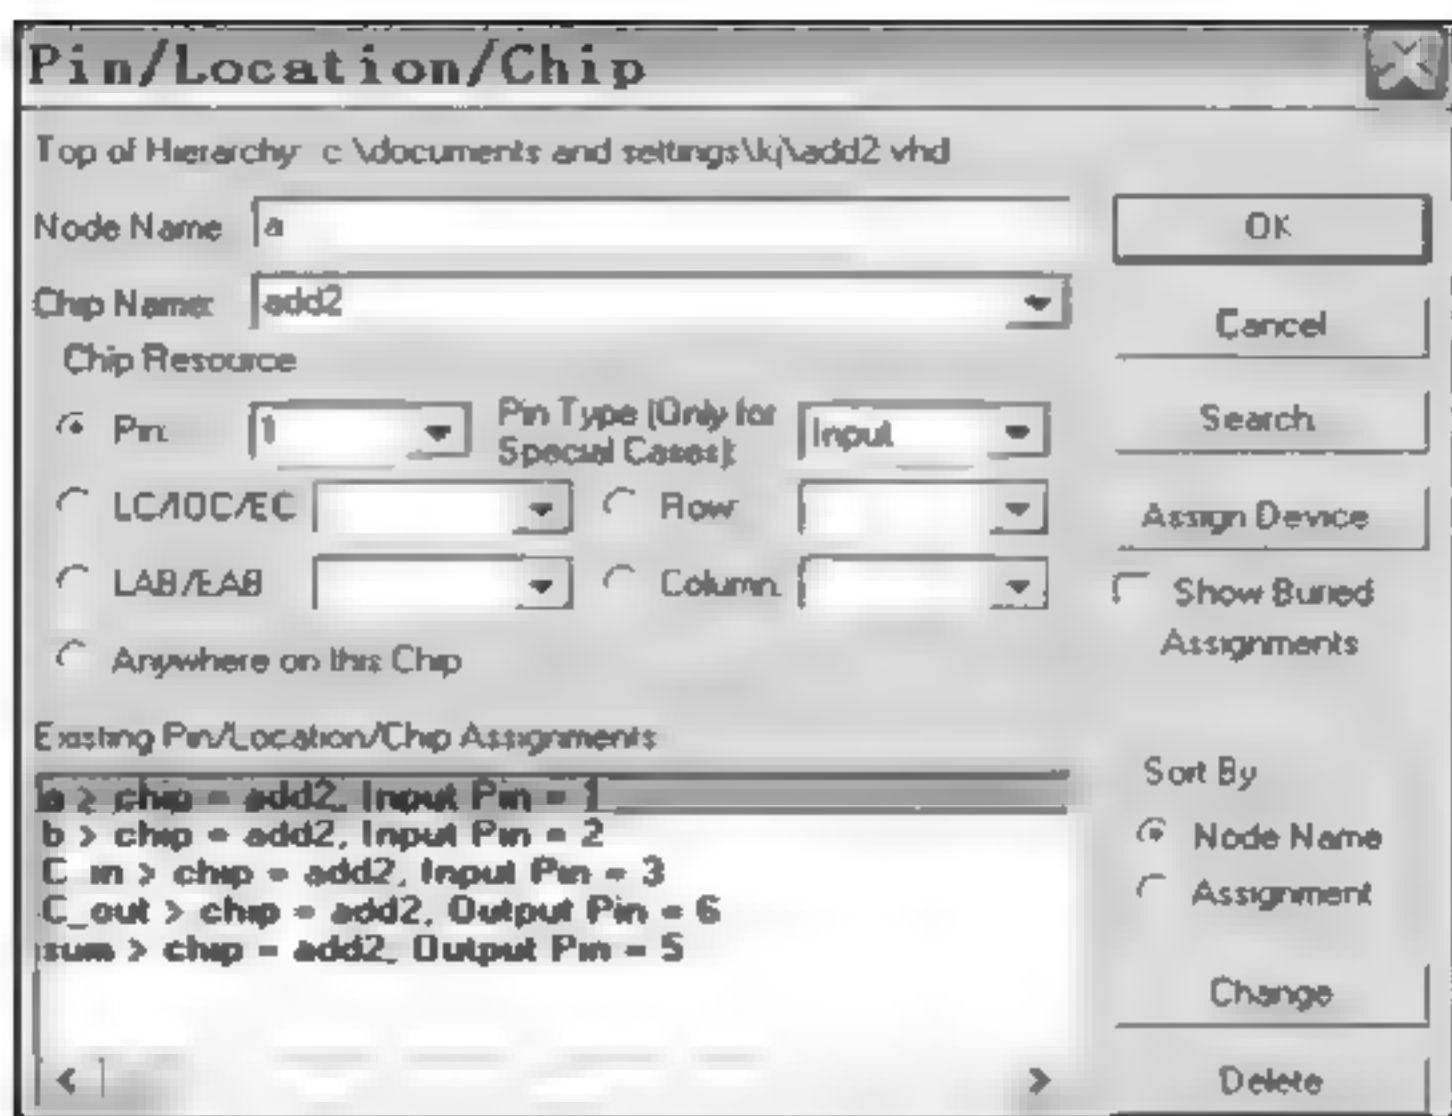 Pin/Location/Chip
Top of Hierarchy: c:\documents and settings\kj\add2.vhd
Node Name: a
OK
Chip Name: add2
Cancel
Chip Resource
Pin: 1 Pin Type (Only for
Special Cases): Input
Search...
LC/IOC/EC Row:
Assign Device...
LAB/EAB Column:
Show Buried
Assignments
Anywhere on this Chip
Existing Pin/Location/Chip Assignments
a > chip = add2, Input Pin = 1
b > chip = add2, Input Pin = 2
C_in > chip = add2, Input Pin = 3
C_out > chip = add2, Output Pin = 6
sum > chip = add2, Output Pin = 5
Sort By
Node Name
Assignment
Change
Delete